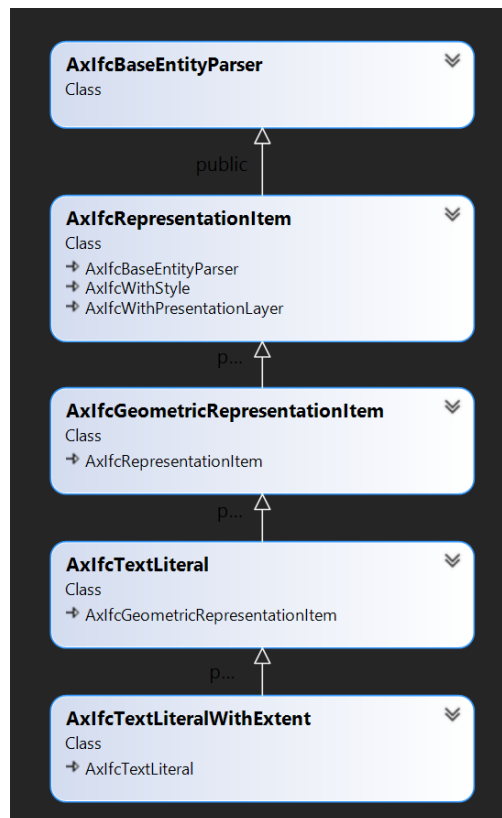 AxIfcBaseEntityParser
Class
public
AxIfcRepresentationItem
Class
AxIfcBaseEntityParser
AxIfcWithStyle
AxIfcWithPresentationLayer
p...
AxIfcGeometricRepresentationItem
Class
AxIfcRepresentationItem
p...
AxIfcTextLiteral
Class
AxIfcGeometricRepresentationItem
p...
AxIfcTextLiteralWithExtent
Class
AxIfcTextLiteral